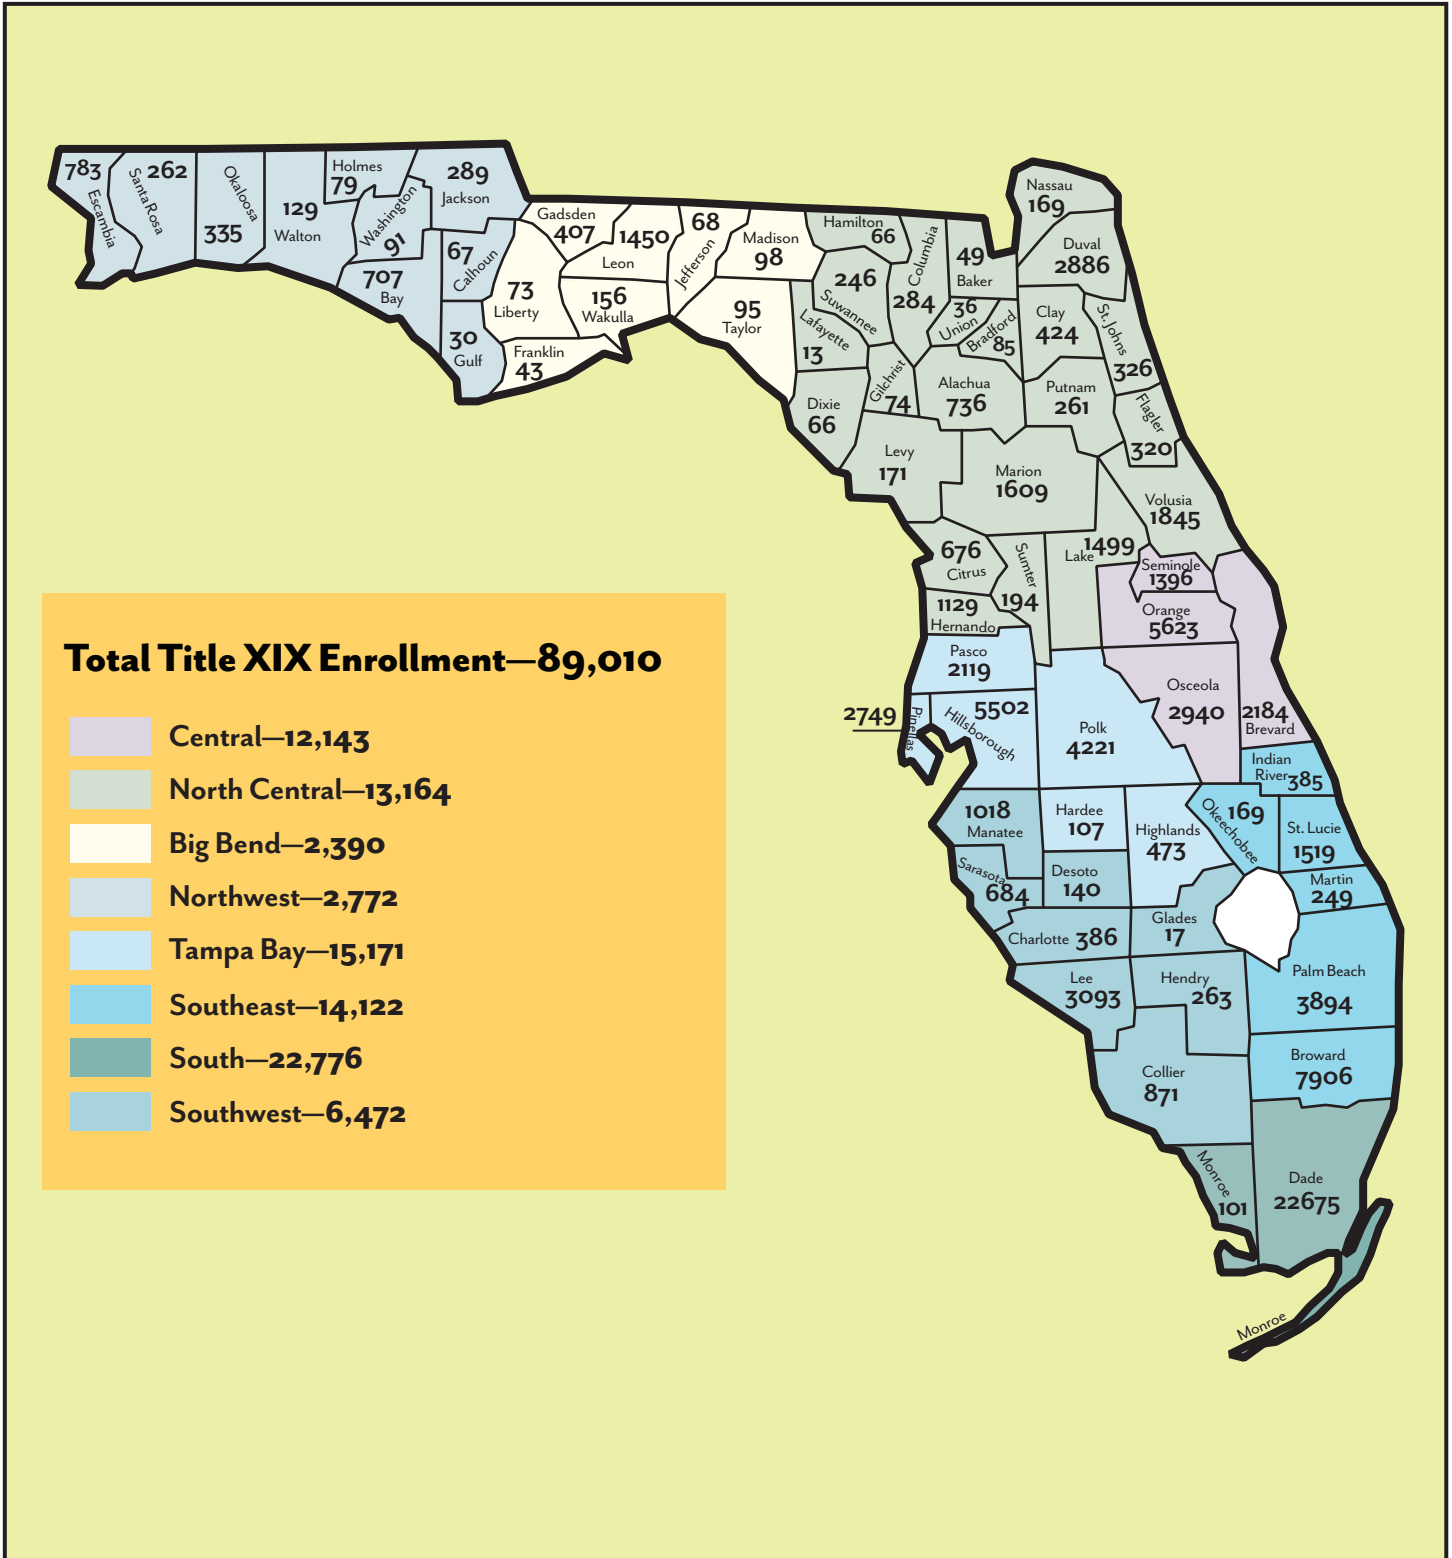 783
Escambia
Santa Rosa
262
Okaloosa
335
129
Walton
Holmes
79
Washington
91
289
Jackson
707
Bay
67
Calhoun
30
Gulf
Gadsden
407
1450
Leon
68
Jefferson
Madison
98
73
Liberty
156
Wakulla
Franklin
43
95
Taylor
Hamilton
66
246
Suwannee
Columbia
284
49
Baker
Nassau
169
Duval
2886
36
Union
Bradford
85
Clay
424
St. Johns
326
Lafayette
13
Gilchrist
74
Alachua
736
Putnam
261
Flagler
320
Dixie
66
Levy
171
Marion
1609
Volusia
1845
676
Citrus
Sumter
194
Lake
1499
Seminole
1396
1129
Hernando
Orange
5623
Pasco
2119
Osceola
2940
2184
Brevard
2749
Pinellas
5502
Hillsborough
Polk
4221
Indian
River
385
1018
Manatee
Hardee
107
Highlands
473
169
Okeechobee
St. Lucie
1519
Sarasota
684
Desoto
140
Martin
249
Charlotte 386
Glades
17
Lee
3093
Hendry
263
Palm Beach
3894
Collier
871
Broward
7906
Monroe
101
Dade
22675
Monroe
Total Title XIX Enrollment—89,010
Central—12,143
North Central—13,164
Big Bend—2,390
Northwest—2,772
Tampa Bay—15,171
Southeast—14,122
South—22,776
Southwest—6,472